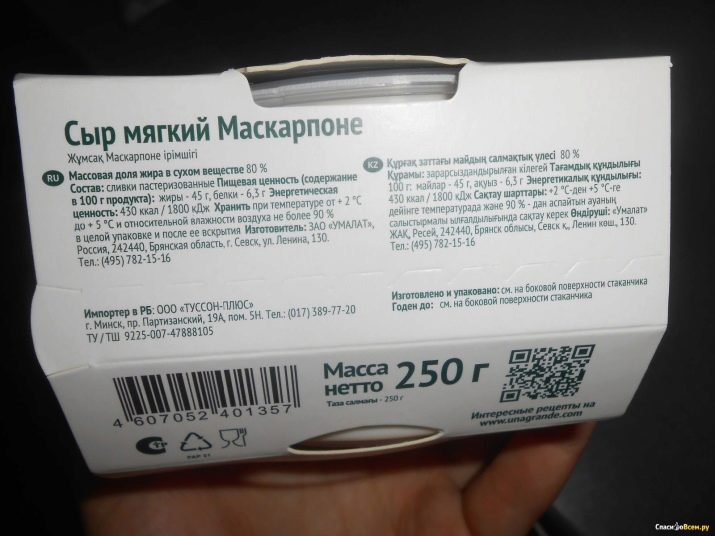 Сыр мягкий Маскарпоне
Жұмсақ Маскарпоне ірімшігі
RU Массовая доля жира в сухом веществе 80 %
Состав: сливки пастеризованные Пищевая ценность (содержание
в 100 г продукта): жиры - 45 г, белки - 6,3 г Энергетическая
ценность: 430 ккал / 1800 кДж Хранить при температуре от + 2 °С
до + 5 °С и относительной влажности воздуха не более 90 %
в целой упаковке и после ее вскрытия Изготовитель: ЗАО «УМАЛАТ»,
Россия, 242440, Брянская область, г. Севск, ул. Ленина, 130.
Тел.: (495) 782-15-16
KZ Құрғақ заттағы майдың салмақтық үлесі 80 %
Құрамы: зарарсыздандырылған кілегей Тағамдық құндылығы
100 г: майлар - 45 г, ақуыз - 6,3 г Энергетикалық құндылығы:
430 ккал / 1800 кДж Сақтау шарттары: +2 °С-ден +5 °С-ге
дейінге температурада және 90 % - дан аспайтын ауаның
салыстырмалы ылғалдылығында сақтау керек Өндіруші: «Умалат»
ЖАҚ, Ресей, 242440, Брянск облысы, Севск қ., Ленин көш., 130.
Тел.: (495) 782-15-16
Импортер в РБ: ООО «ТУССОН-ПЛЮС»
г. Минск, пр. Партизанский, 19А, пом. 5Н. Тел.: (017) 389-77-20
ТУ / ТШ 9225-007-47888105
Изготовлено и упаковано: см. на боковой поверхности стаканчика
Годен до: см. на боковой поверхности стаканчика
4 607052 401357
PAP 21
Масса
нетто 250 г
Таза салмағы - 250 г
Интересные рецепты на
www.unagrande.com
СпасибоВсем.ру